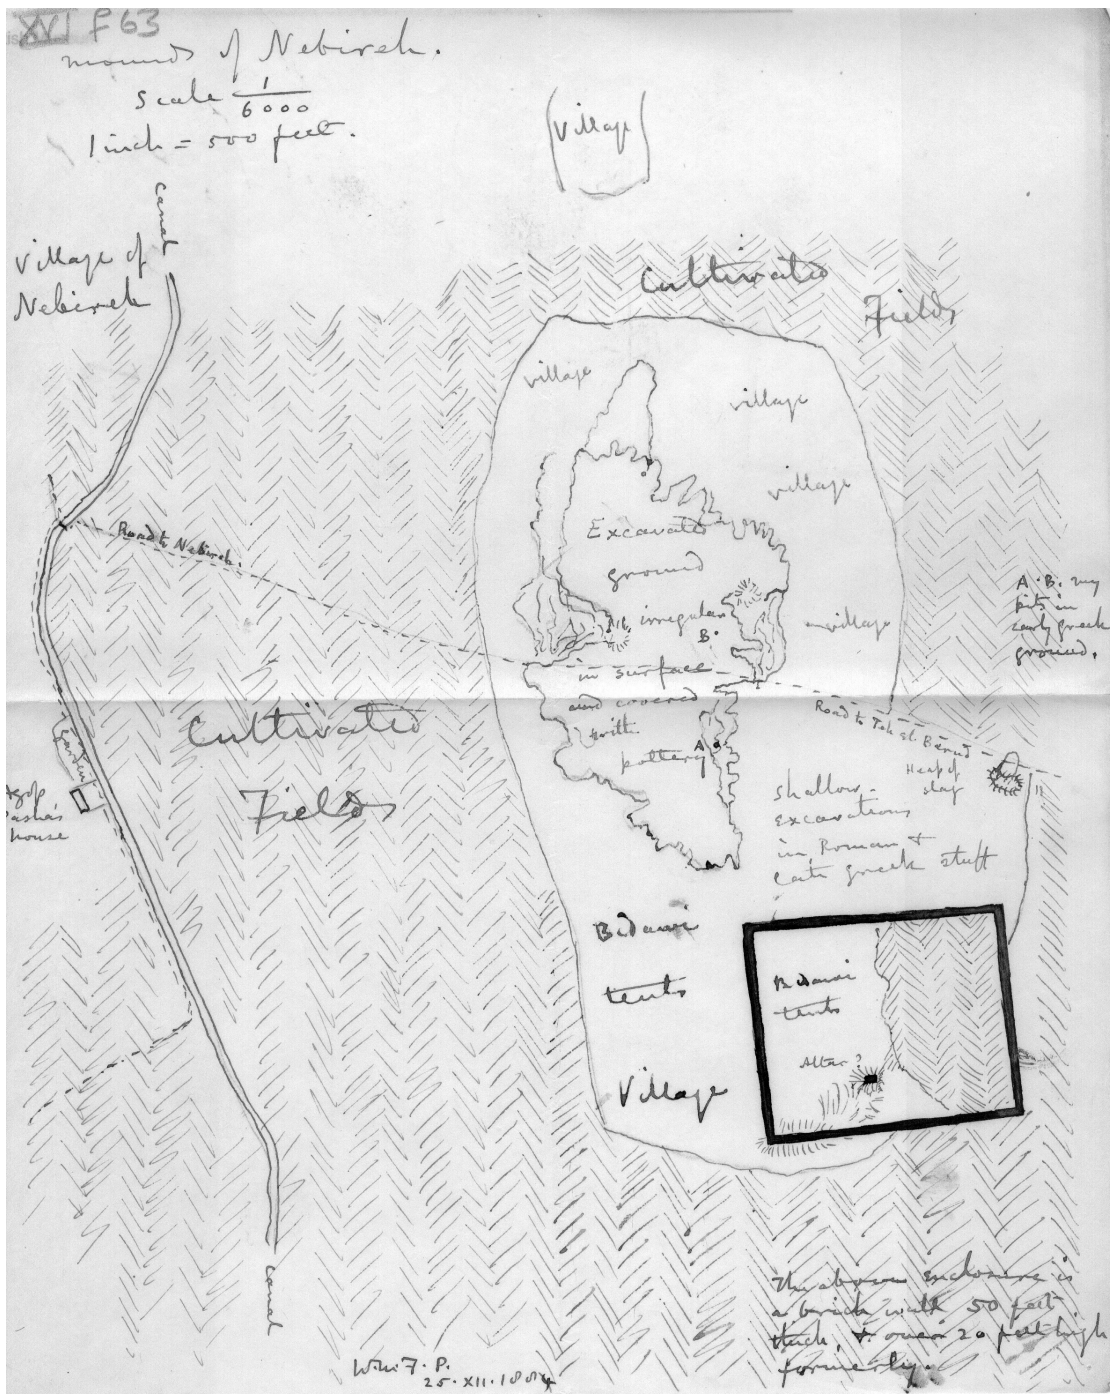 XVI f 63
mounds of Nebireh.
Scale 1/6000
1 inch = 500 feet.
(Village)
Canal
Village of
Nebireh
Cultivated
Fields
village
village
village
Excavated
ground
irregular
B.
in surface
and covered
with
pottery
A
village
A. B. my
pits in
early greek
ground.
Road to Nebireh.
Road to Teh el Barud
Heap of
slag
Cultivated
Fields
garden
Pasha's
house
shallow
excavations
in Roman &
late greek stuff
Bedawi
tents
Village
Bedawi
tents
Altar?
Canal
The above enclosure is
a brick wall 50 feet
thick, & over 20 feet high
formerly.
W.M.F.P.
25.XII.1884